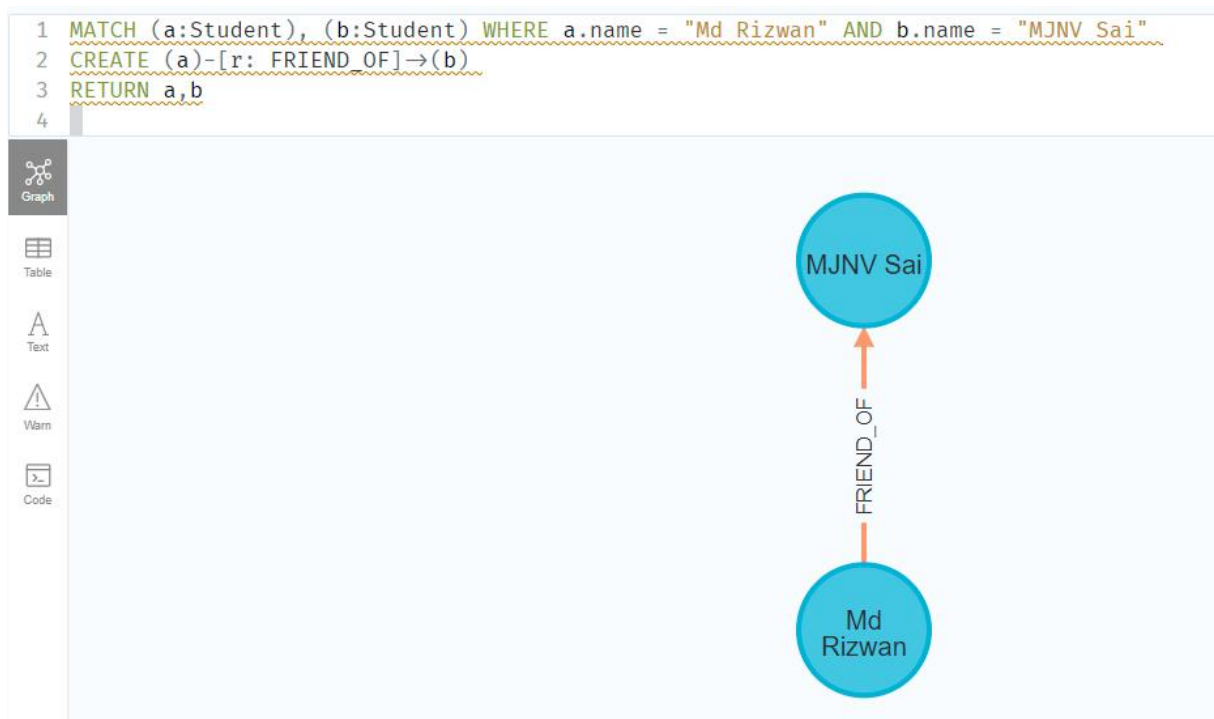 1 MATCH (a:Student), (b:Student) WHERE a.name = "Md Rizwan" AND b.name = "MJNV Sai"
2 CREATE (a)-[r: FRIEND_OF]→(b)
3 RETURN a,b
4
Graph
Table
A
Text
Warn
Code
MJNV Sai
FRIEND_OF
Md
Rizwan